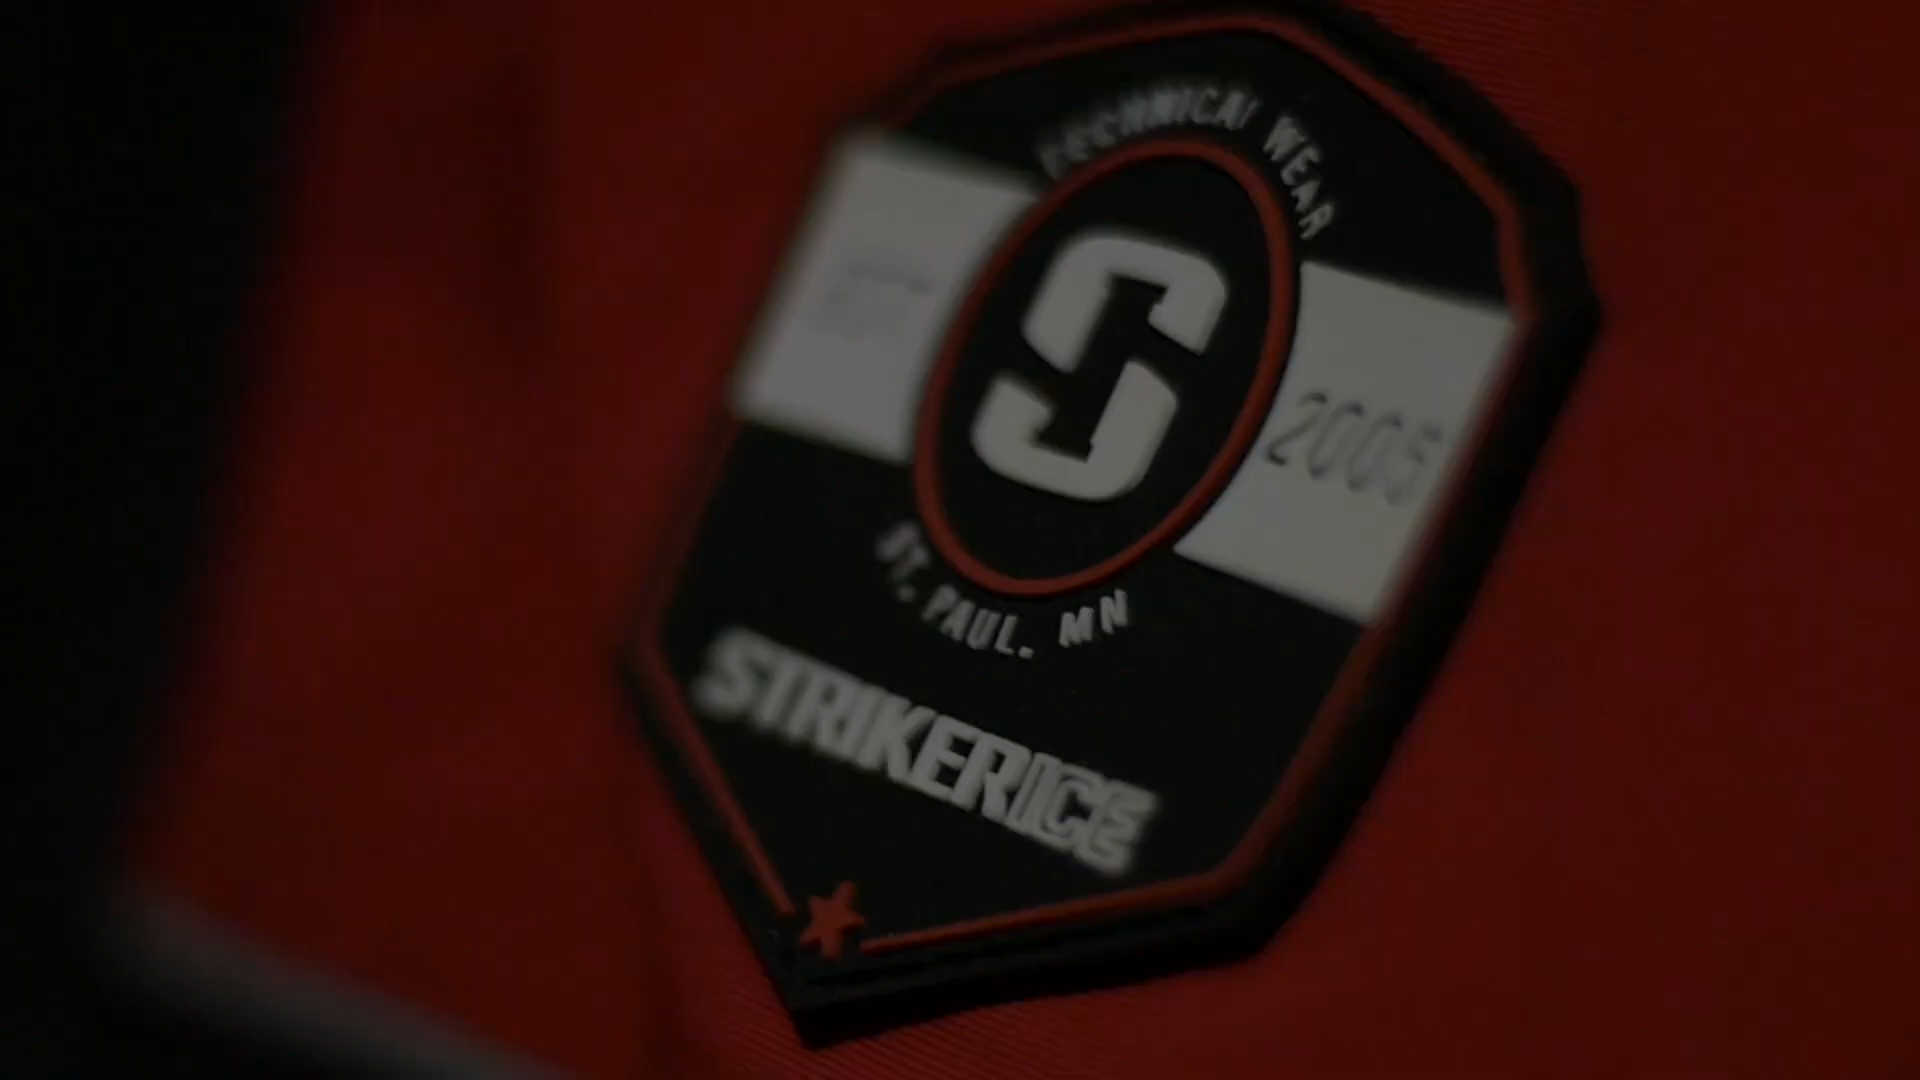 TECHNICAL WEAR
S
2005
ST. PAUL. MN
STRIKERICE